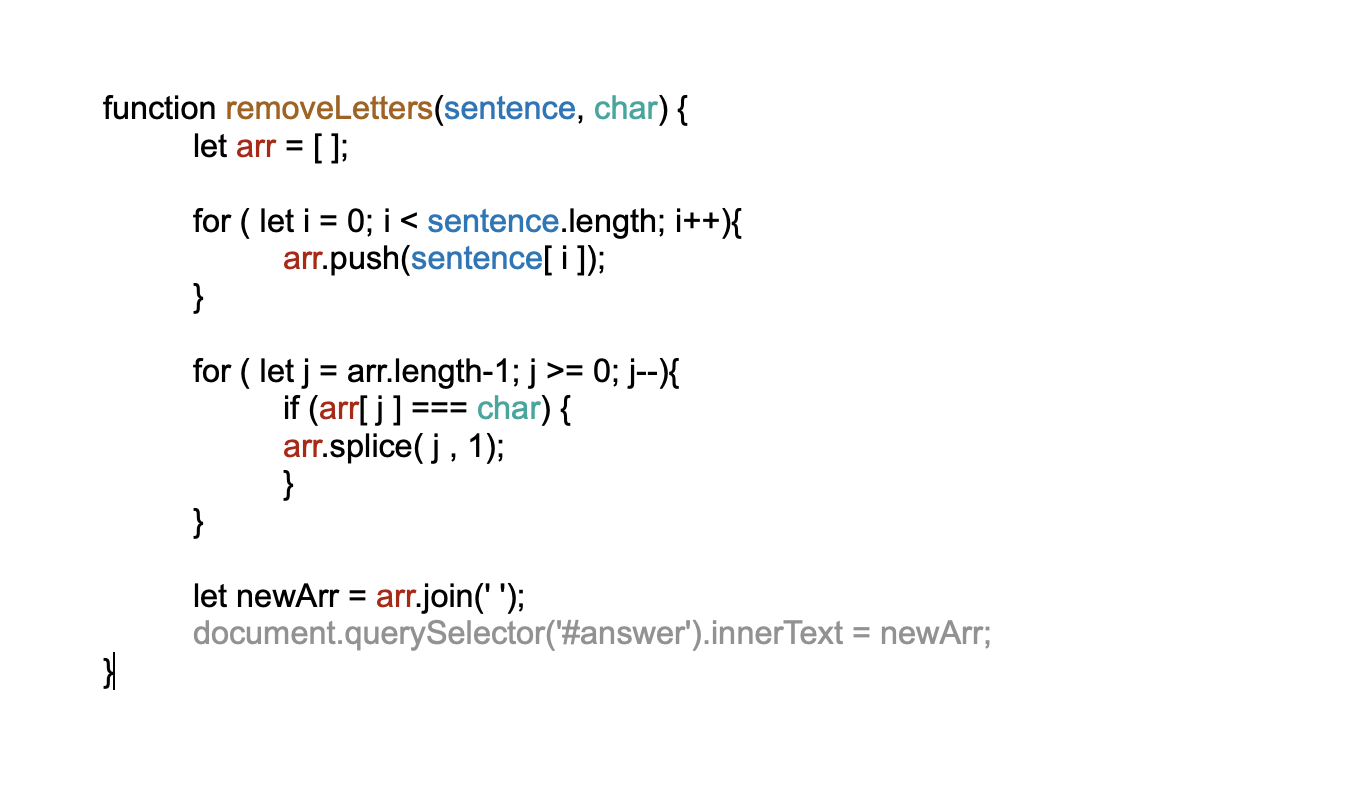 function removeLetters(sentence, char) {
let arr = [ ];
for ( let i = 0; i < sentence.length; i++){
arr.push(sentence[ i ]);
}
for ( let j = arr.length-1; j >= 0; j--){
if (arr[ j ] === char) {
arr.splice( j , 1);
}
}
let newArr = arr.join(' ');
document.querySelector('#answer').innerText = newArr;
}